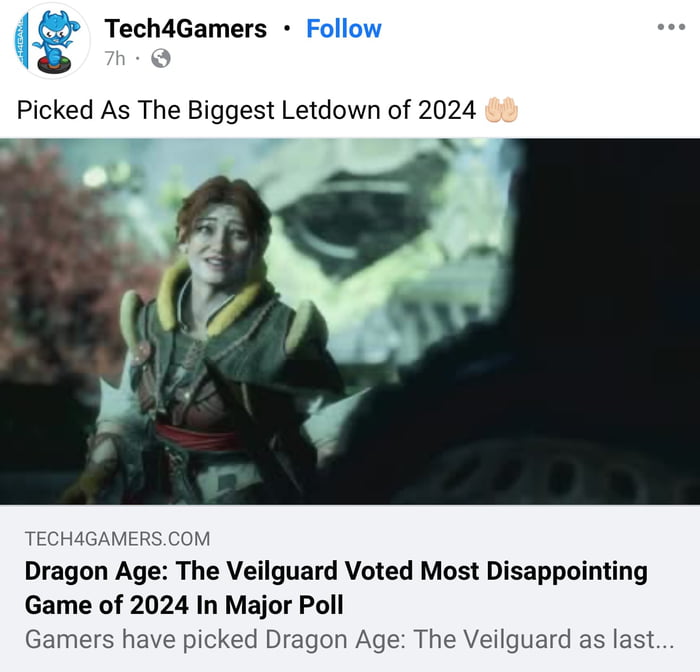 Tech4Gamers • Follow
7h ·
Picked As The Biggest Letdown of 2024 🤲🏻
TECH4GAMERS.COM
Dragon Age: The Veilguard Voted Most Disappointing
Game of 2024 In Major Poll
Gamers have picked Dragon Age: The Veilguard as last...